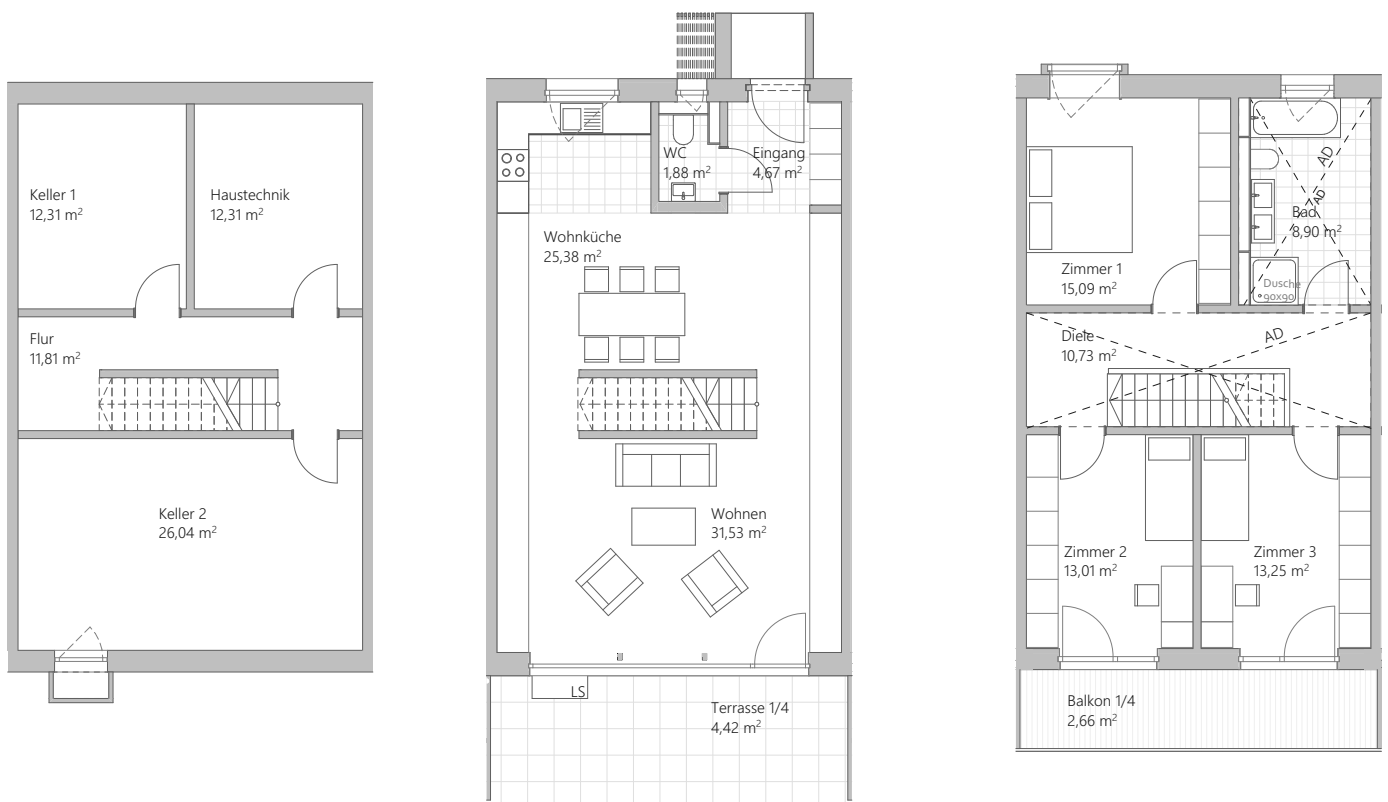 Keller 1
12,31 m²
Haustechnik
12,31 m²
Flur
11,81 m²
Keller 2
26,04 m²
WC
1,88 m²
Eingang
4,67 m²
Wohnküche
25,38 m²
Wohnen
31,53 m²
LS
Terrasse 1/4
4,42 m²
Zimmer 1
15,09 m²
AD
AD
Bad
8,90 m²
Dusche
90x90
Diele
10,73 m²
AD
Zimmer 2
13,01 m²
Zimmer 3
13,25 m²
Balkon 1/4
2,66 m²